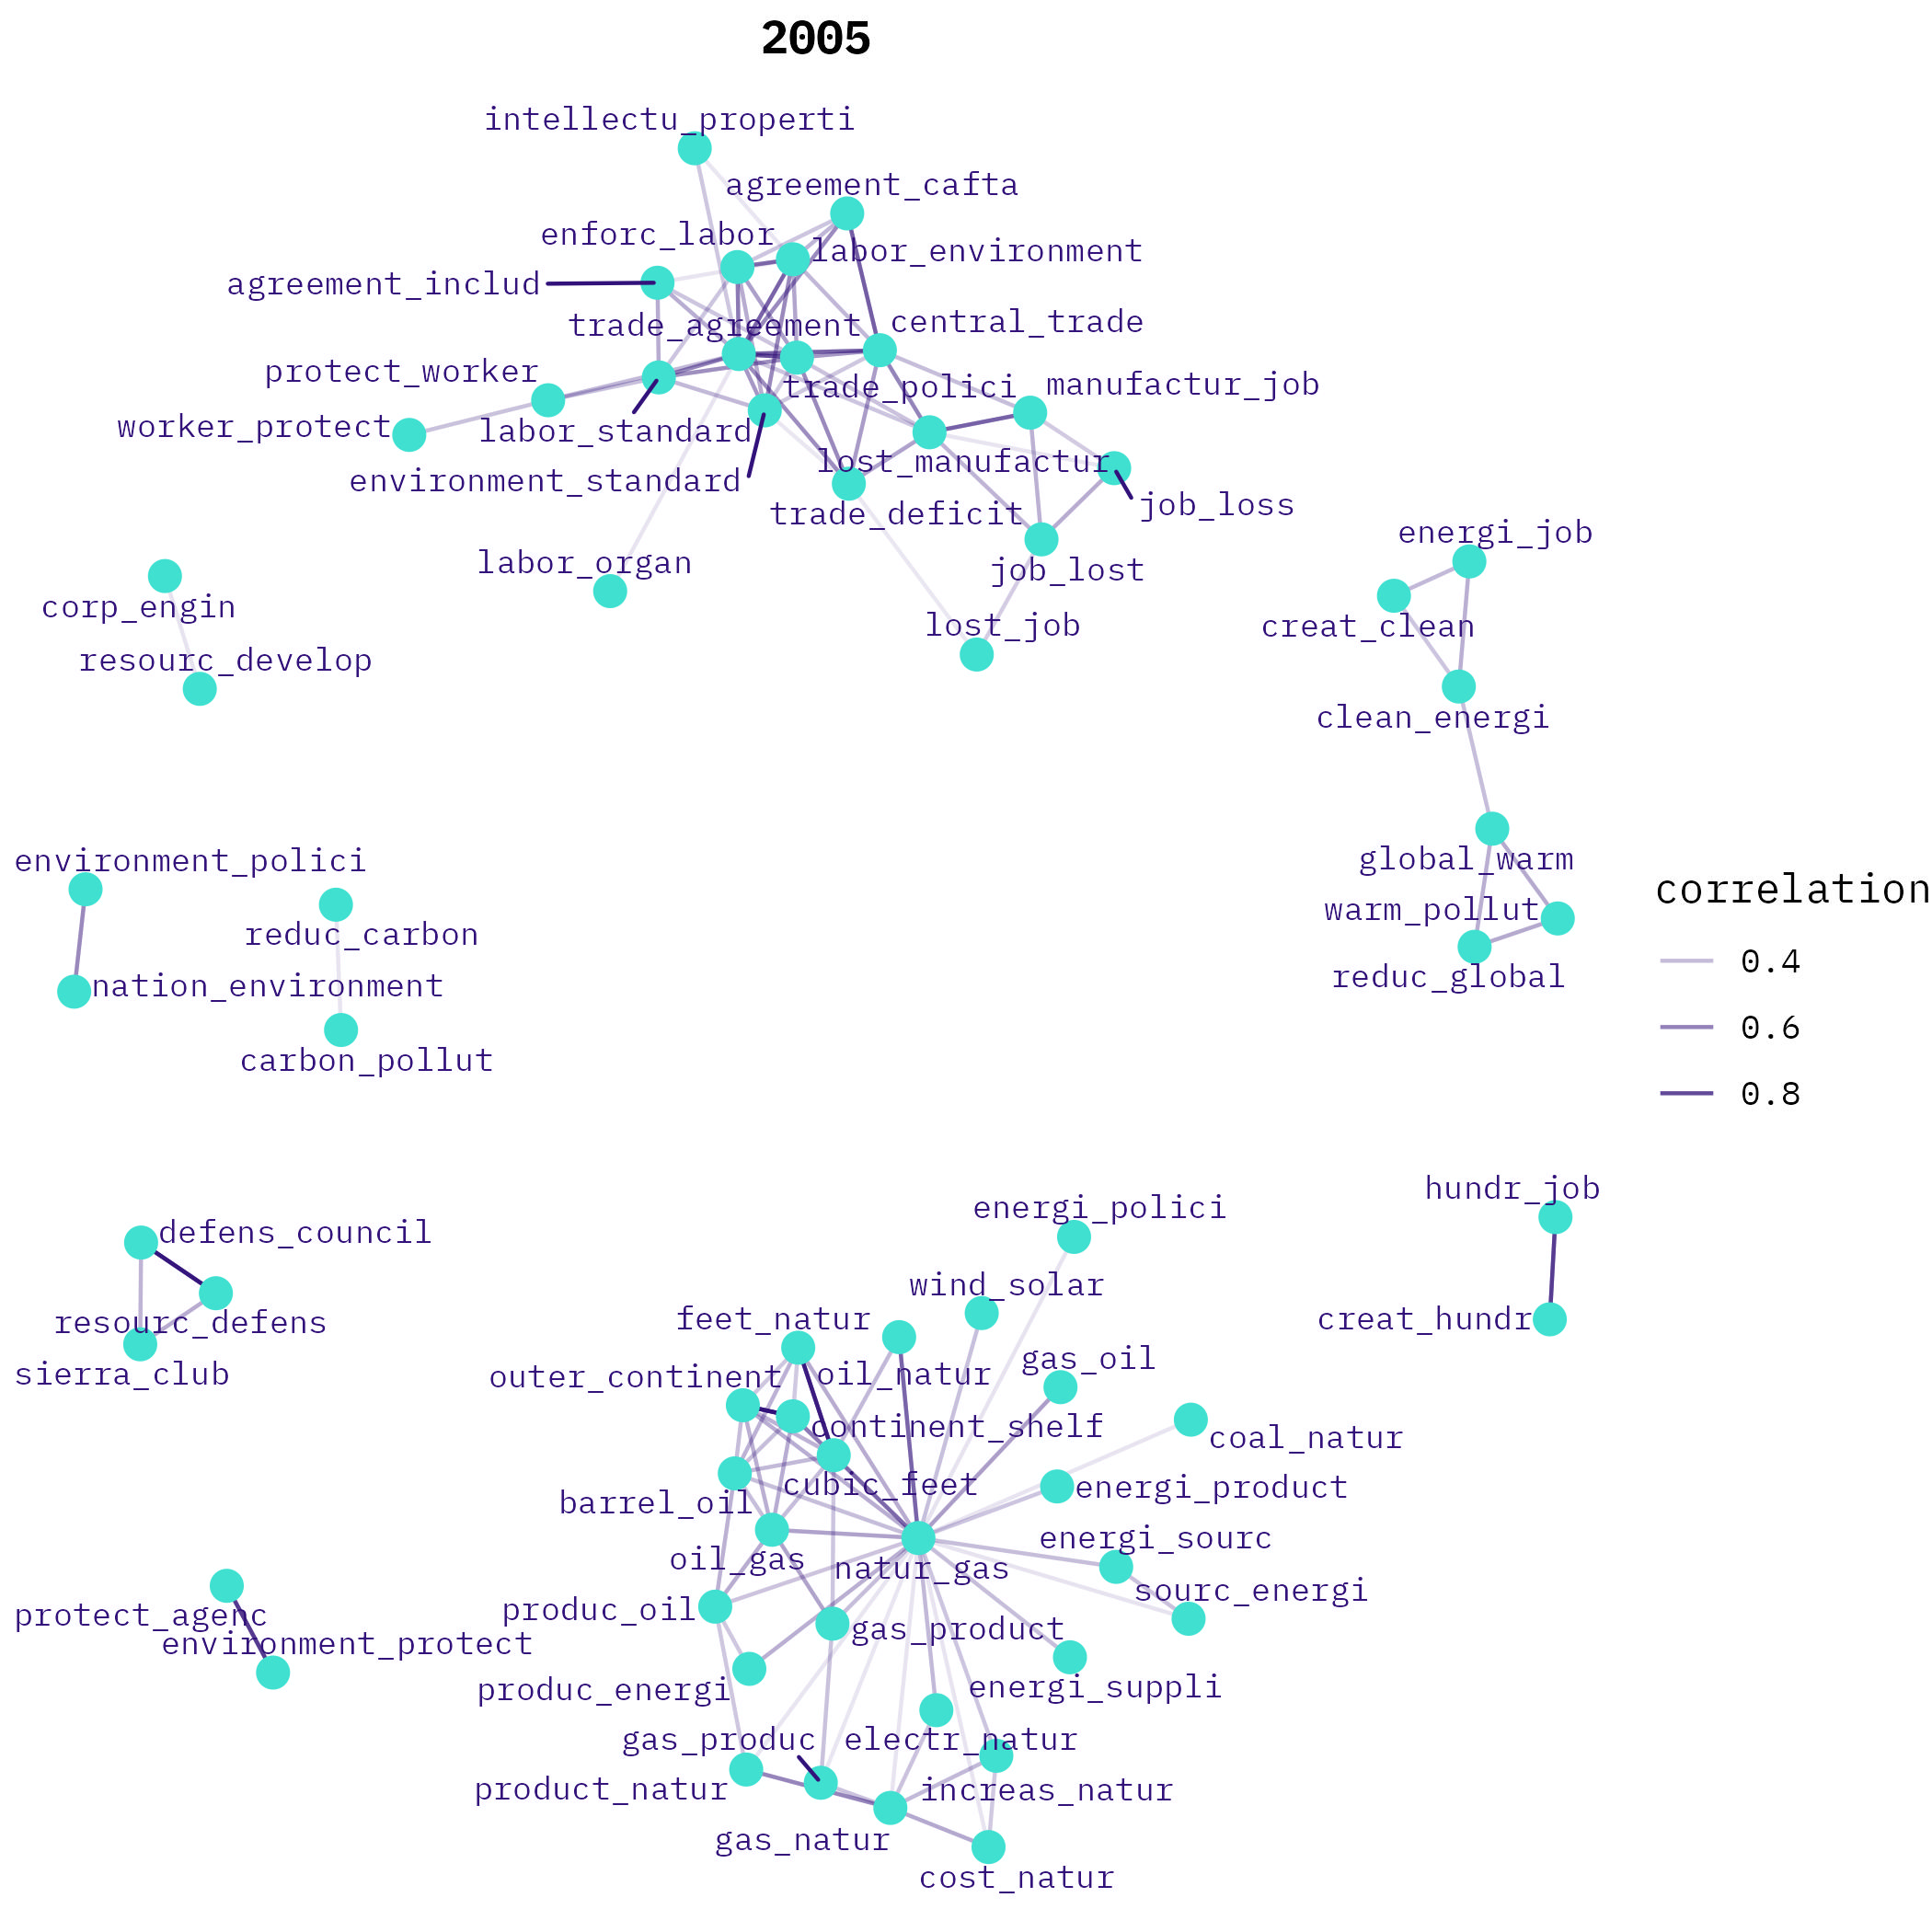 2005
intellectu_properti
agreement_cafta
enforc_labor
labor_environment
agreement_includ
trade_agreement
central_trade
protect_worker
trade_polici
manufactur_job
worker_protect
labor_standard
lost_manufactur
environment_standard
job_loss
trade_deficit
energi_job
labor_organ
job_lost
corp_engin
lost_job
creat_clean
resourc_develop
clean_energi
environment_polici
global_warm
correlation
warm_pollut
reduc_carbon
0.4
nation_environment
reduc_global
0.6
carbon_pollut
0.8
hundr_job
energi_polici
defens_council
wind_solar
resourc_defens
feet_natur
creat_hundr
gas_oil
sierra_club
outer_continent
oil_natur
continent_shelf
coal_natur
cubic_feet
energi_product
barrel_oil
energi_sourc
oil_gas
natur_gas
sourc_energi
protect_agenc
produc_oil
gas_product
environment_protect
produc_energi
energi_suppli
gas_produc
electr_natur
product_natur
increas_natur
gas_natur
cost_natur